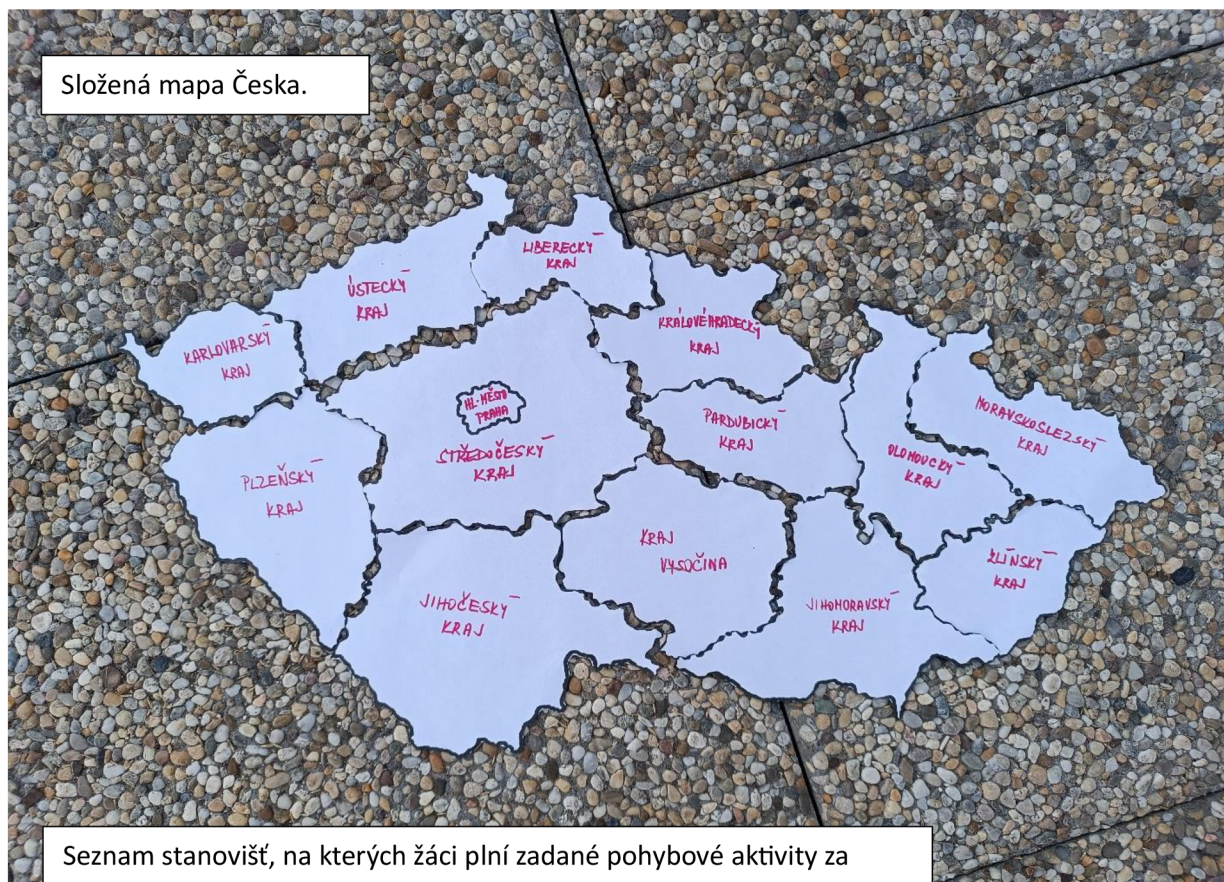 Složená mapa Česka.
LIBERECKÝ
KRAJ
ÚSTECKÝ
KRAJ
KRÁLOVÉHRADECKÝ
KRAJ
KARLOVARSKÝ
KRAJ
HL. MĚSTO
PRAHA
PARDUBICKÝ
KRAJ
MORAVSKOSLEZSKÝ
KRAJ
STŘEDOČESKÝ
KRAJ
OLOMOUCKÝ
KRAJ
PLZEŇSKÝ
KRAJ
KRAJ
VYSOČINA
ZLÍNSKÝ
KRAJ
JIHOČESKÝ
KRAJ
JIHOMORAVSKÝ
KRAJ
Seznam stanovišť, na kterých žáci plní zadané pohybové aktivity za